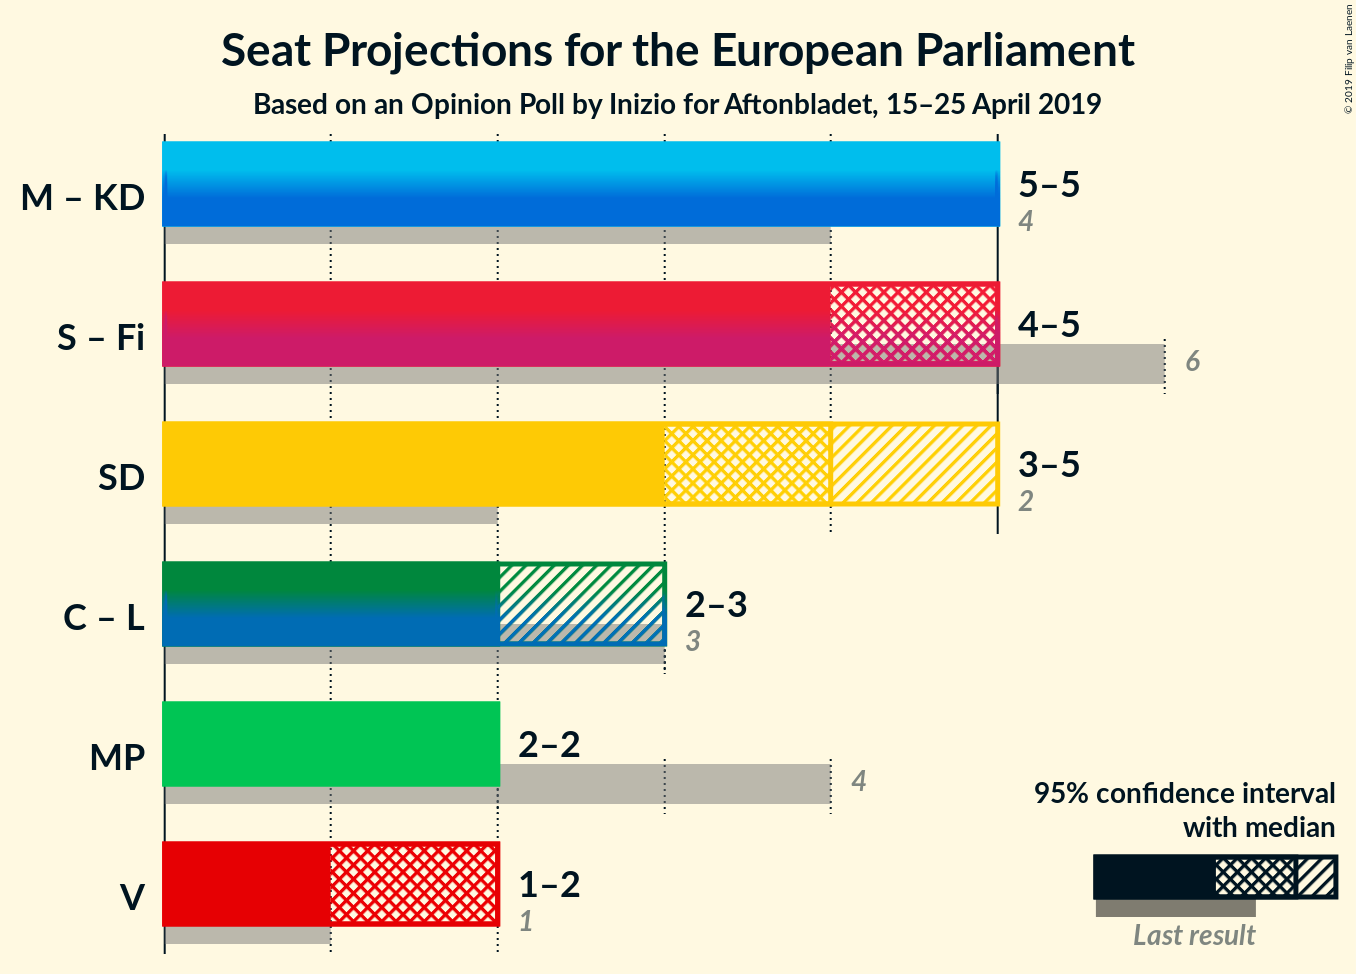 Seat Projections for the European Parliament
Based on an Opinion Poll by Inizio for Aftonbladet, 15–25 April 2019
© 2019 Filip van Laenen
M – KD
5–5
4
S – Fi
4–5
6
SD
3–5
2
C – L
2–3
3
MP
2–2
4
V
1–2
1
95% confidence interval
with median
Last result